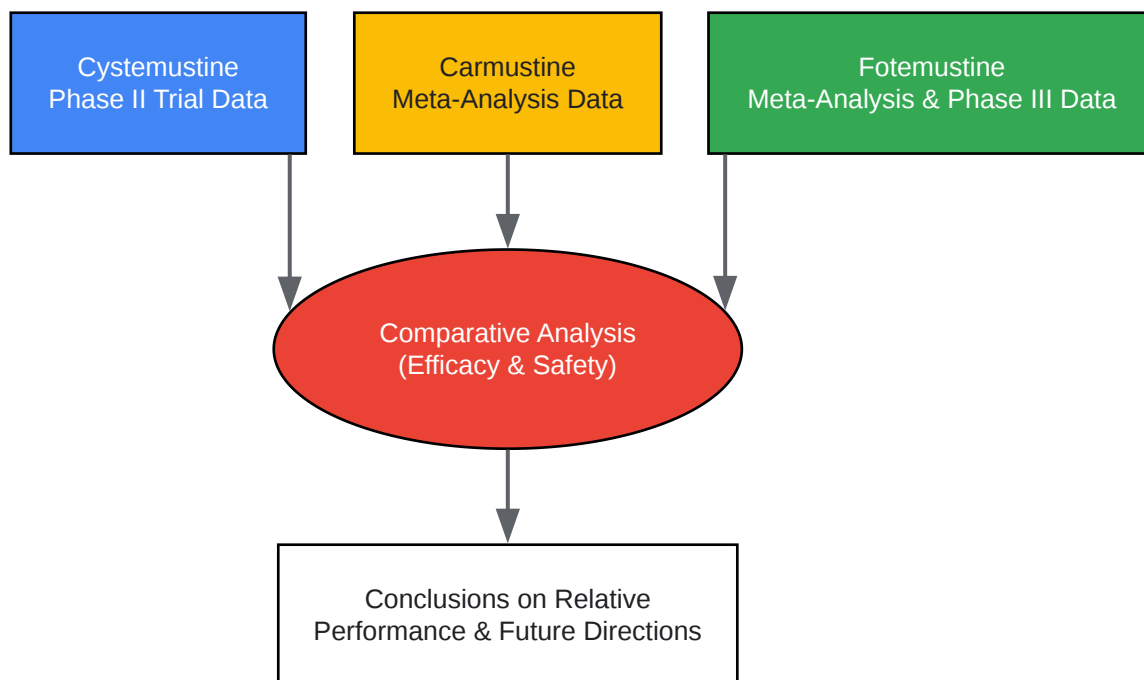 Cystemustine
Phase II Trial Data
Carmustine
Meta-Analysis Data
Fotemustine
Meta-Analysis & Phase III Data
Comparative Analysis
(Efficacy & Safety)
Conclusions on Relative
Performance & Future Directions